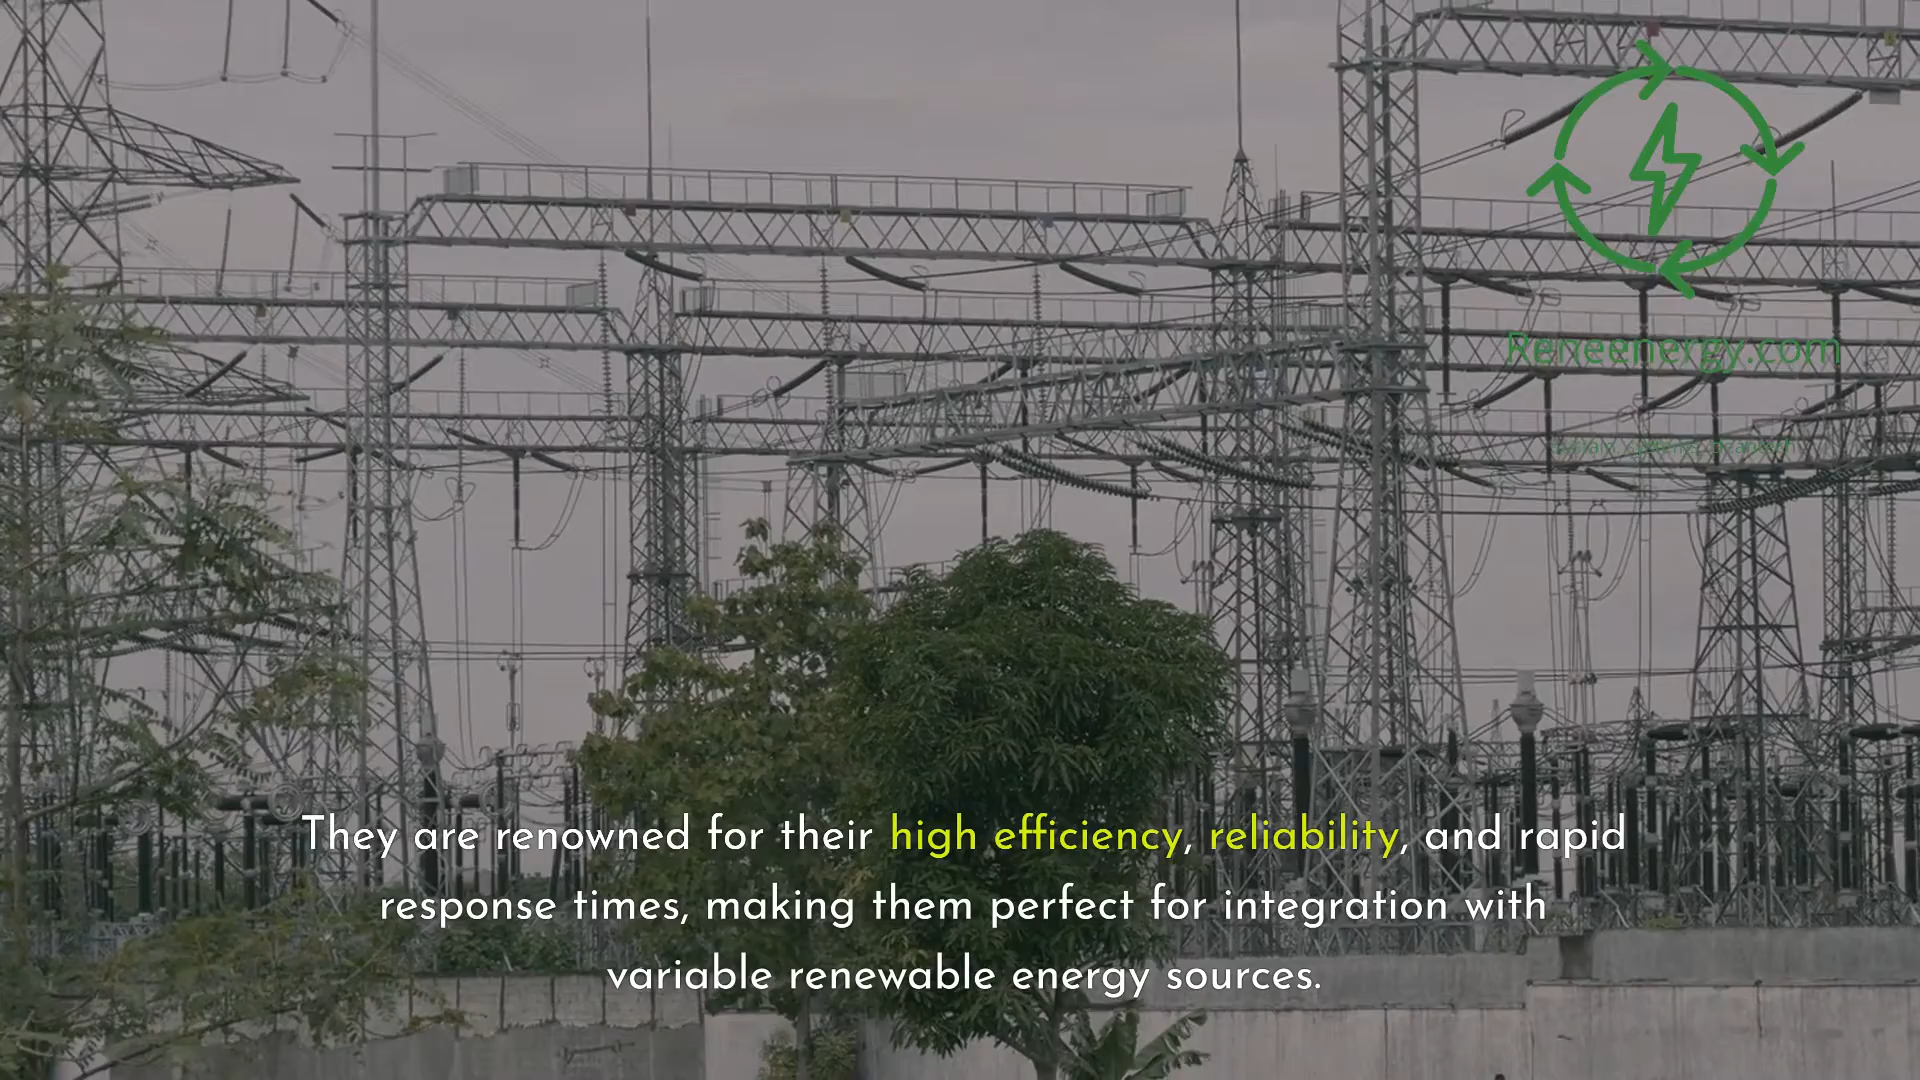 Reneenergy.com
They are renowned for their high efficiency, reliability, and rapid
response times, making them perfect for integration with
variable renewable energy sources.